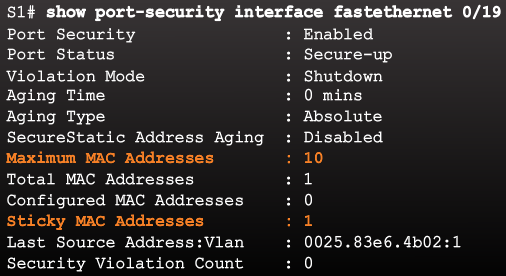 S1# show port-security interface fastethernet 0/19
Port Security : Enabled
Port Status : Secure-up
Violation Mode : Shutdown
Aging Time : 0 mins
Aging Type : Absolute
SecureStatic Address Aging : Disabled
Maximum MAC Addresses : 10
Total MAC Addresses : 1
Configured MAC Addresses : 0
Sticky MAC Addresses : 1
Last Source Address:Vlan : 0025.83e6.4b02:1
Security Violation Count : 0